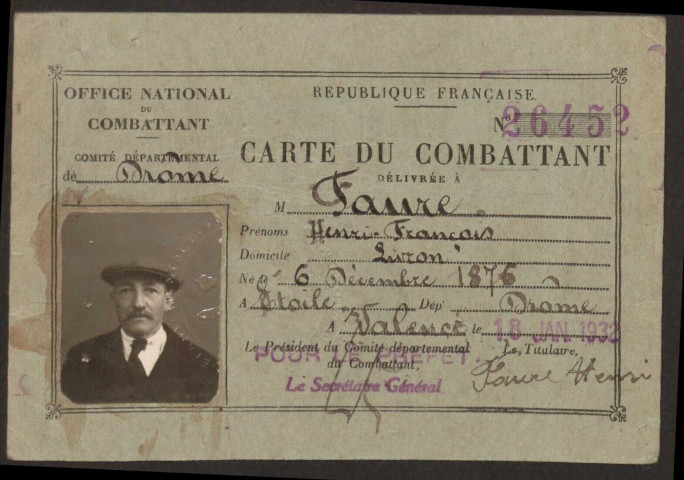 OFFICE NATIONAL
DU
COMBATTANT
COMITÉ DÉPARTEMENTAL
de Drôme
REPUBLIQUE FRANÇAISE.
N° 26452
CARTE DU COMBATTANT
DÉLIVRÉE À
M Faure
Prénoms Henri-François
Domicile Livron
Né le 6 Décembre 1876
A Etoile Dep^t Drome
A Valence le 18 JAN. 1932
Le Président du Comité départemental
du Combattant,
POUR LE PREFET.
Le Secrétaire Général
Le Titulaire,
Faure Henri